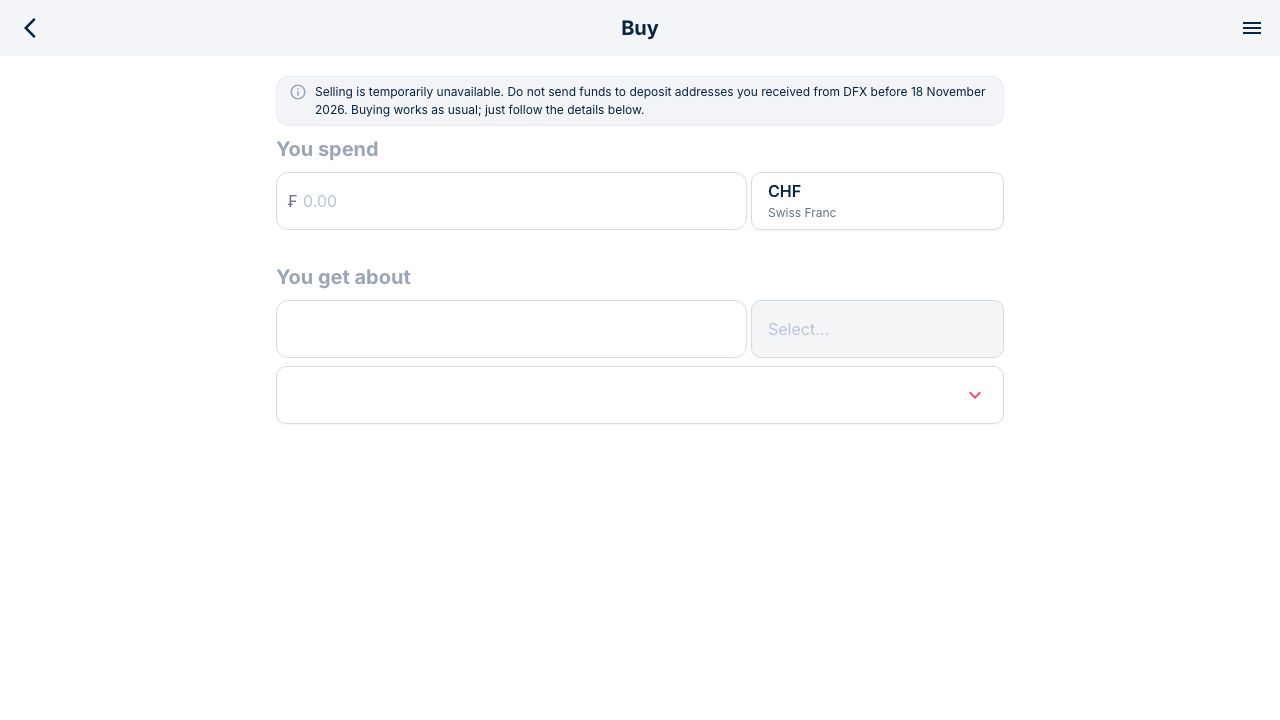 Buy
Selling is temporarily unavailable. Do not send funds to deposit addresses you received from DFX before 18 November
2026. Buying works as usual; just follow the details below.
You spend
₣ 0.00
CHF
Swiss Franc
You get about
Select...